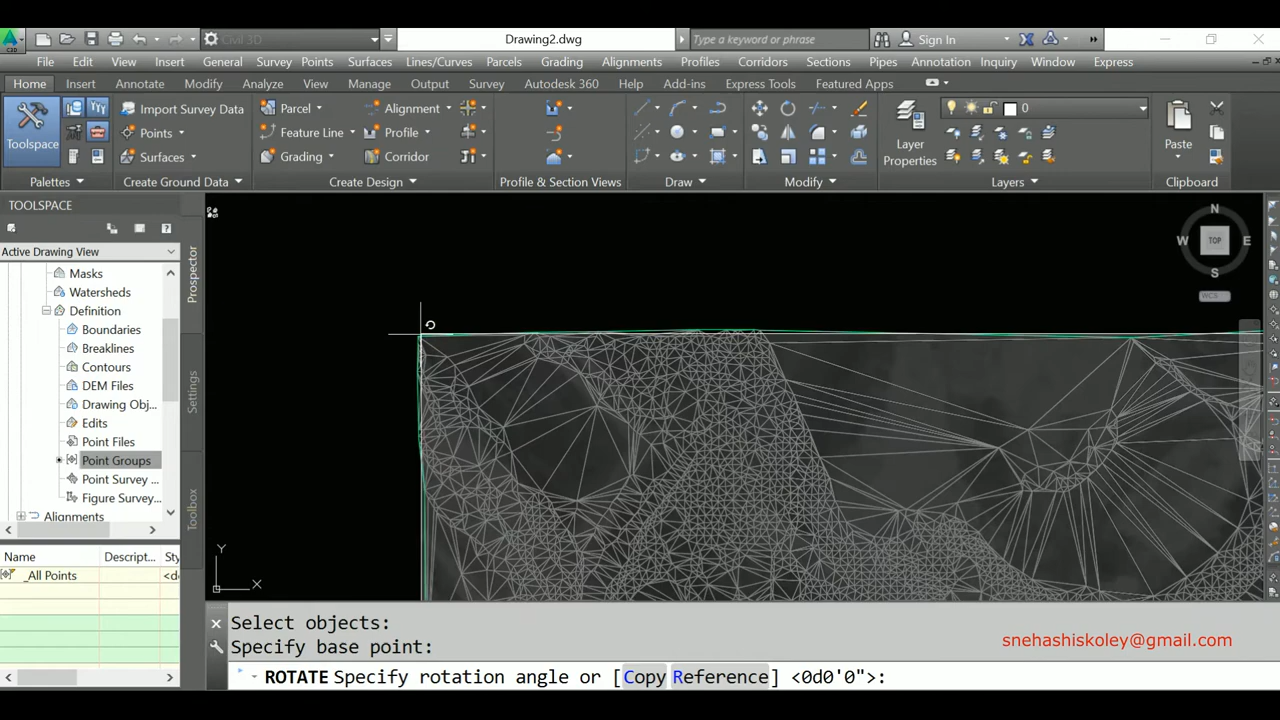 C3D Civil 3D Drawing2.dwg Type a keyword or phrase Sign In
File Edit View Insert General Survey Points Surfaces Lines/Curves Parcels Grading Alignments Profiles Corridors Sections Pipes Annotation Inquiry Window Express
Home Insert Annotate Modify Analyze View Manage Output Survey Autodesk 360 Help Add-ins Express Tools Featured Apps
Toolspace
Import Survey Data
Points
Surfaces
Parcel
Feature Line
Grading
Alignment
Profile
Corridor
Layer
Properties
0
Paste
Palettes Create Ground Data Create Design Profile & Section Views Draw Modify Layers Clipboard
TOOLSPACE
Active Drawing View
Masks
Watersheds
Definition
Boundaries
Breaklines
Contours
DEM Files
Drawing Obj...
Edits
Point Files
Point Groups
Point Survey ...
Figure Survey...
Alignments
Prospector
Settings
Toolbox
Name Descript... Sty
_All Points <d
N
W TOP E
S
WCS
Y
X
Select objects:
Specify base point:
snehashiskoley@gmail.com
ROTATE Specify rotation angle or [Copy Reference] <0d0'0">: